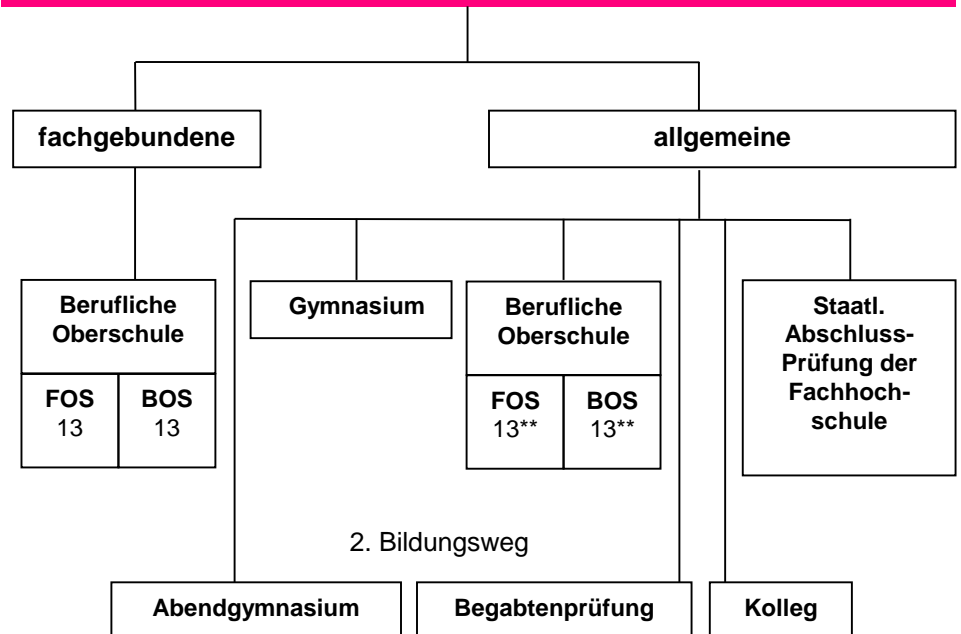 fachgebundene
allgemeine
Berufliche
Oberschule
FOS
13
BOS
13
Gymnasium
Berufliche
Oberschule
FOS
13**
BOS
13**
Staatl.
Abschluss-
Prüfung der
Fachhoch-
schule
2. Bildungsweg
Abendgymnasium
Begabtenprüfung
Kolleg